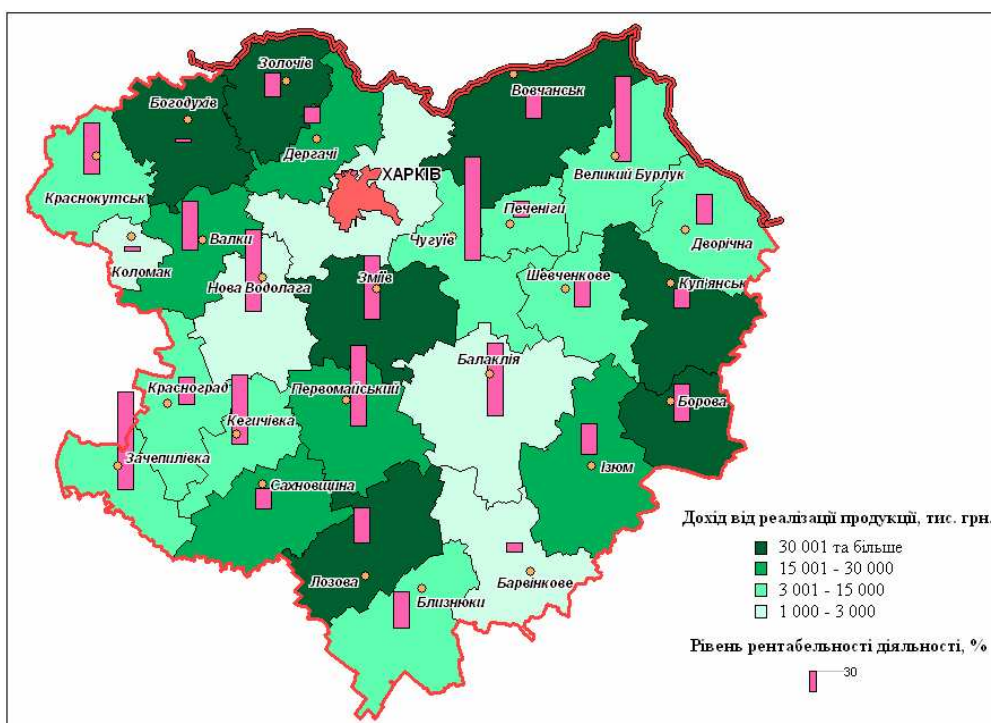 Золочів
Вовчанськ
Богодухів
Дергачі
Великий Бурлук
ХАРКІВ
Краснокутськ
Печеніги
Чугуїв
Дворічна
Валки
Коломак
Нова Водолага
Зміїв
Шевченкове
Купіянськ
Балаклія
Красноград
Первомайський
Борова
Кегичівка
Зачепилівка
Сахновщина
Ізюм
Лозова
Близнюки
Барвінкове
Дохід від реалізації продукції, тис. грн.
30 001 та більше
15 001 - 30 000
3 001 - 15 000
1 000 - 3 000
Рівень рентабельності діяльності, %
30